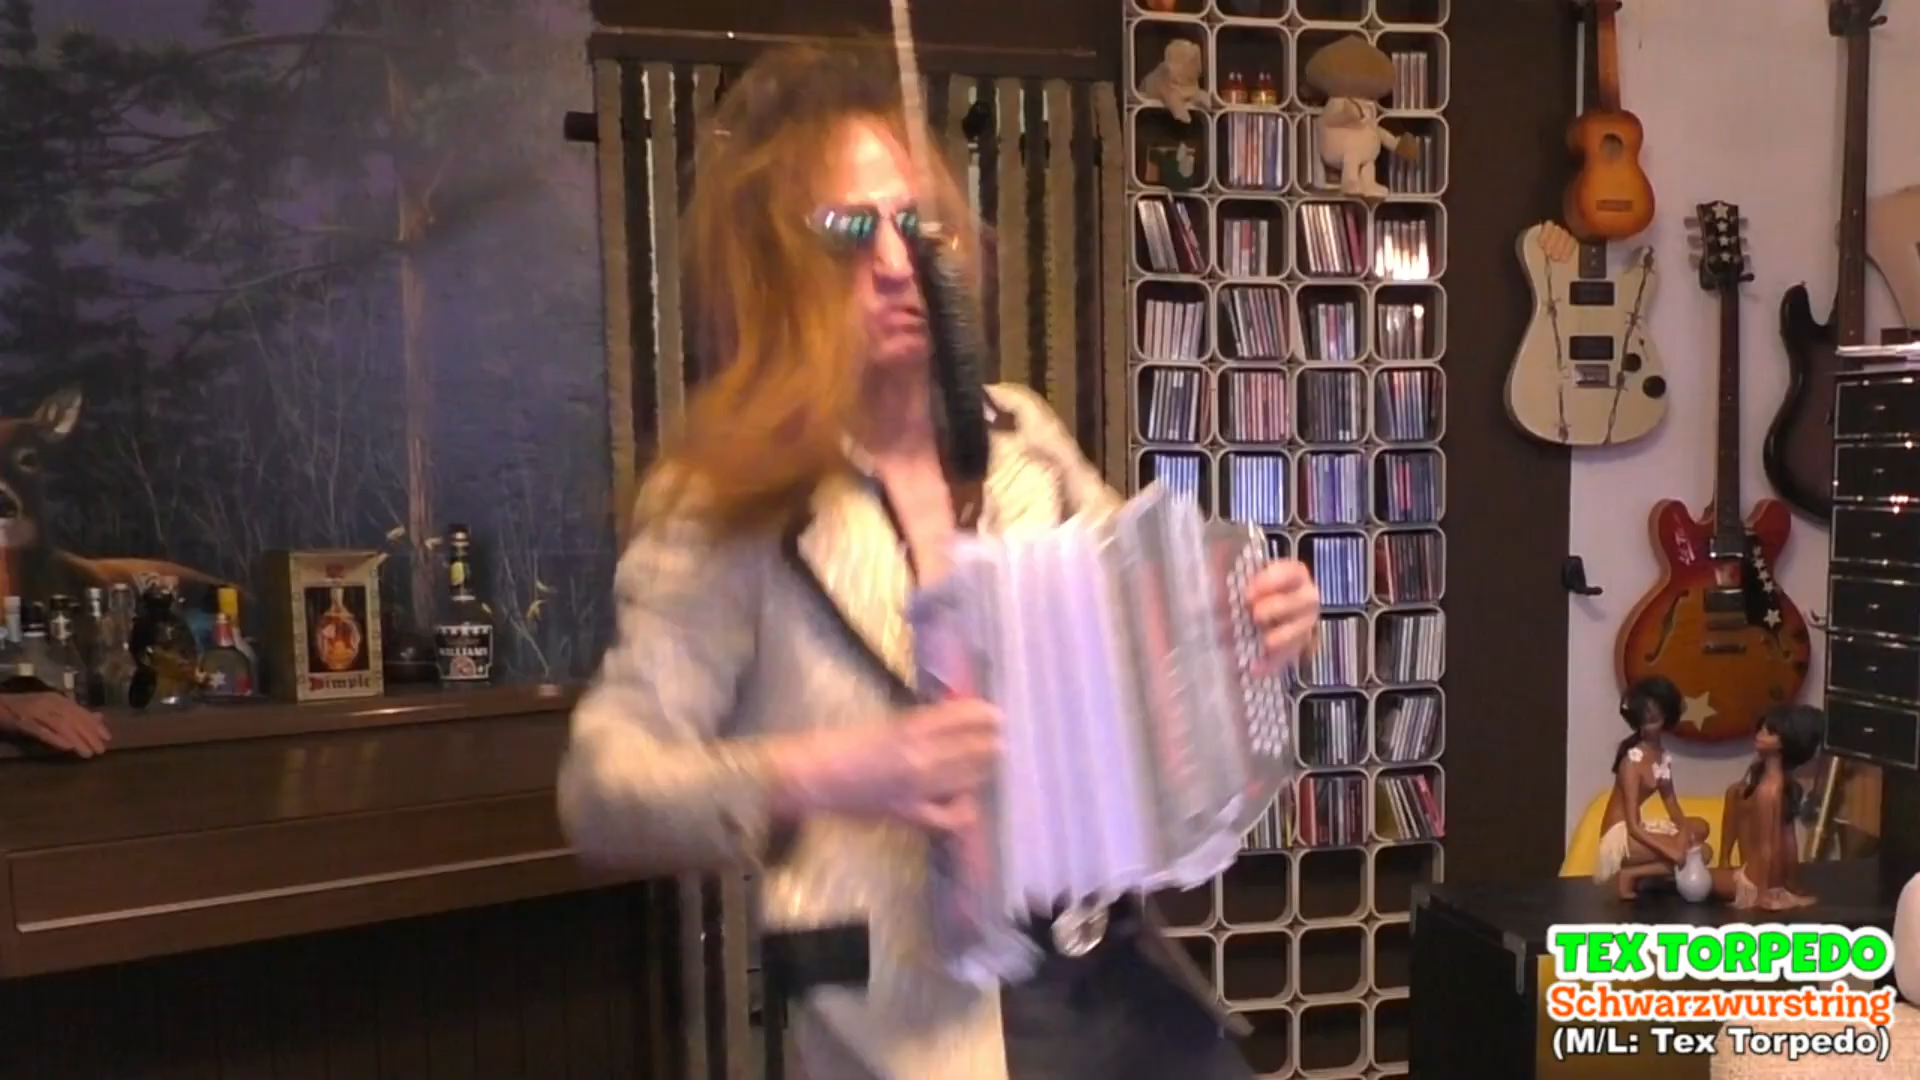 Dimple
WILLIAMS
TEX TORPEDO
Schwarzwurstring
(M/L: Tex Torpedo)